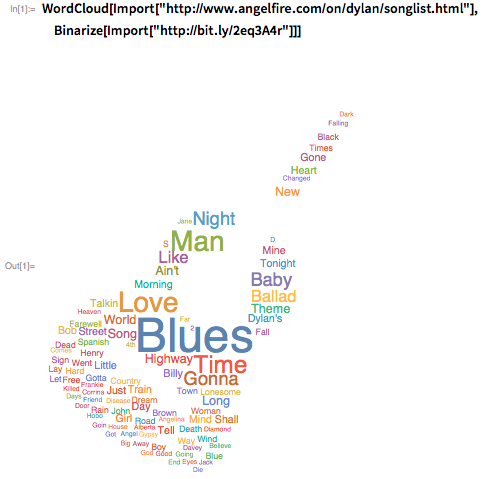 In[1]:= WordCloud[Import["http://www.angelfire.com/on/dylan/songlist.html"],
Binarize[Import["http://bit.ly/2eq3A4r"]]]
Out[1]=
Dark
Falling
Black
Times
Gone
Heart
Changed
New
Jane Night
S Man
D
Like Mine
Ain't Tonight
Morning Baby
Talkin Love Ballad
Heaven World Far Theme
Farewell Dylan's
Bob Street Song Blues 2 Fall
Dead Spanish 4th
Comes Henry
Sign Went Little Highway Time
Lay Hard Billy Gonna
Let Free Gotta Country
Killed Frankie Just Train Town Lonesome
Days Corrina
Friend Disease Dream Long
Door Rain John Day Brown Woman
Hobo Girl Road Angelina Mind Shall
Goin House Alberta Tell Death Diamond
Got Angel Gypsy Way Wind
Big Away Boy Davey Believe
God Good Going Blue
End Eyes Jack
Die